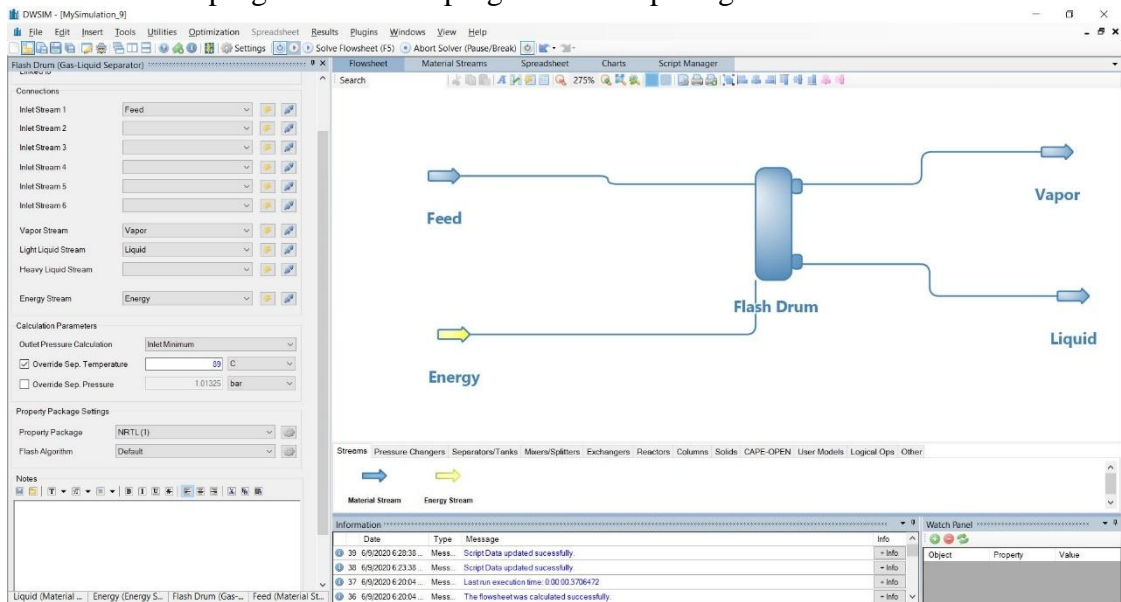 DWSIM - [MySimulation_9]
File Edit Insert Tools Utilities Optimization Spreadsheet Results Plugins Windows View Help
Settings Solve Flowsheet (F5) Abort Solver (Pause/Break)
Flash Drum (Gas-Liquid Separator)
Flowsheet Material Streams Spreadsheet Charts Script Manager
Search 275%
Connections
Inlet Stream 1 Feed
Inlet Stream 2
Inlet Stream 3
Inlet Stream 4
Inlet Stream 5
Inlet Stream 6
Vapor Stream Vapor
Light Liquid Stream Liquid
Heavy Liquid Stream
Energy Stream Energy
Calculation Parameters
Outlet Pressure Calculation Inlet Minimum
Override Sep. Temperature 89 C
Override Sep. Pressure 1.01325 bar
Property Package Settings
Property Package NRTL (1)
Flash Algorithm Default
Notes
Feed
Vapor
Flash Drum
Liquid
Energy
Streams Pressure Changers Separators/Tanks Mixers/Splitters Exchangers Reactors Columns Solids CAPE-OPEN User Models Logical Ops Other
Material Stream Energy Stream
Information
Date Type Message Info
39 6/9/2020 6:28:38 ... Mess... Script Data updated sucessfully. + Info
38 6/9/2020 6:23:38 ... Mess... Script Data updated sucessfully. + Info
37 6/9/2020 6:20:04 ... Mess... Last run execution time: 0:00:00.3706472 + Info
36 6/9/2020 6:20:04 ... Mess... The flowsheet was calculated successfully. + Info
Watch Panel
Object Property Value
Liquid (Material ... Energy (Energy S... Flash Drum (Gas-... Feed (Material St...